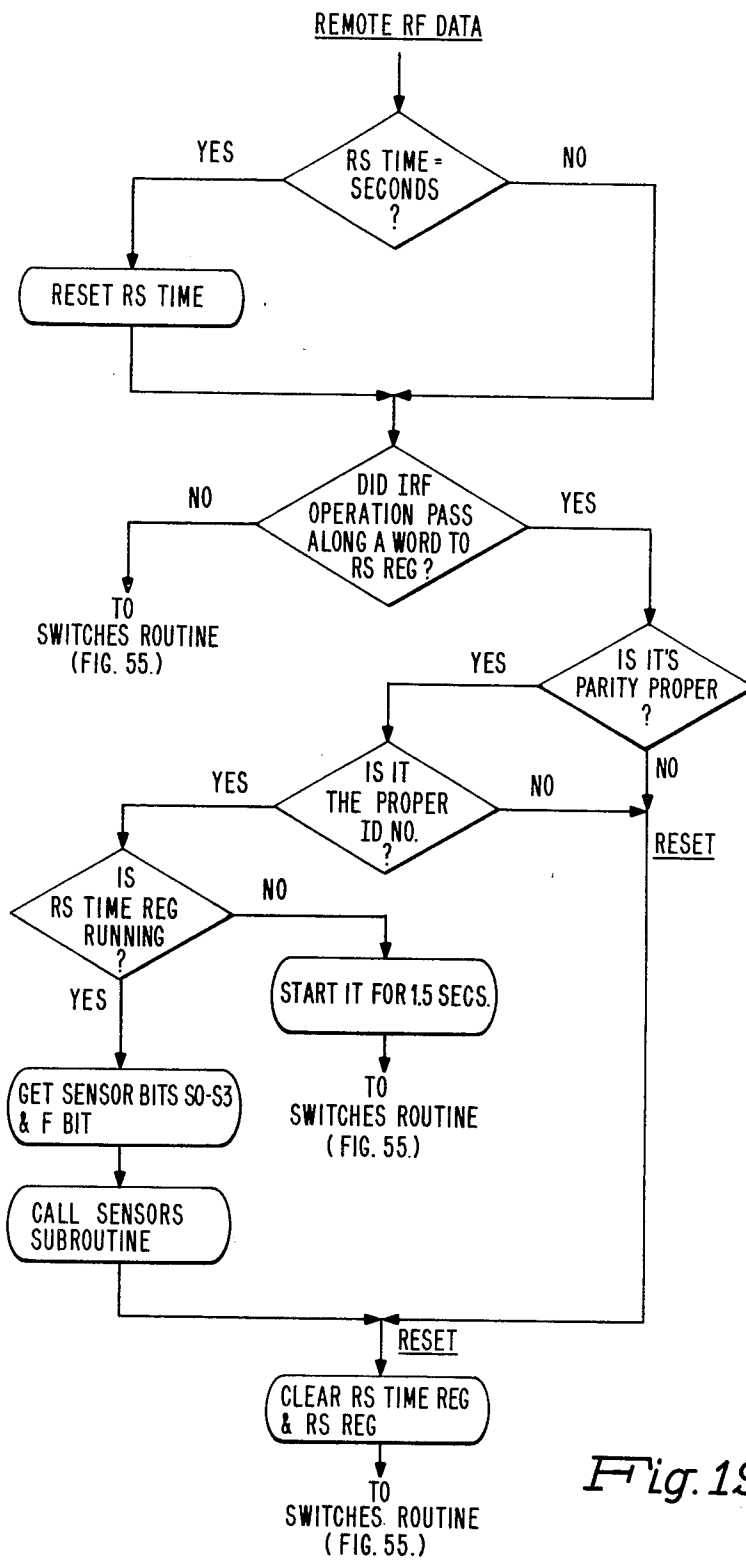 REMOTE RF DATA
YES
RS TIME =
SECONDS
?
NO
RESET RS TIME
NO
DID IRF
OPERATION PASS
ALONG A WORD TO
RS REG ?
YES
TO
SWITCHES ROUTINE
(FIG. 55.)
YES
IS IT'S
PARITY PROPER
?
NO
YES
IS IT
THE PROPER
ID NO.
?
NO
RESET
IS
RS TIME REG
RUNNING
?
NO
YES
START IT FOR 1.5 SECS.
TO
SWITCHES ROUTINE
(FIG. 55.)
GET SENSOR BITS S0-S3
& F BIT
CALL SENSORS
SUBROUTINE
RESET
CLEAR RS TIME REG
& RS REG
TO
SWITCHES ROUTINE
(FIG. 55.)